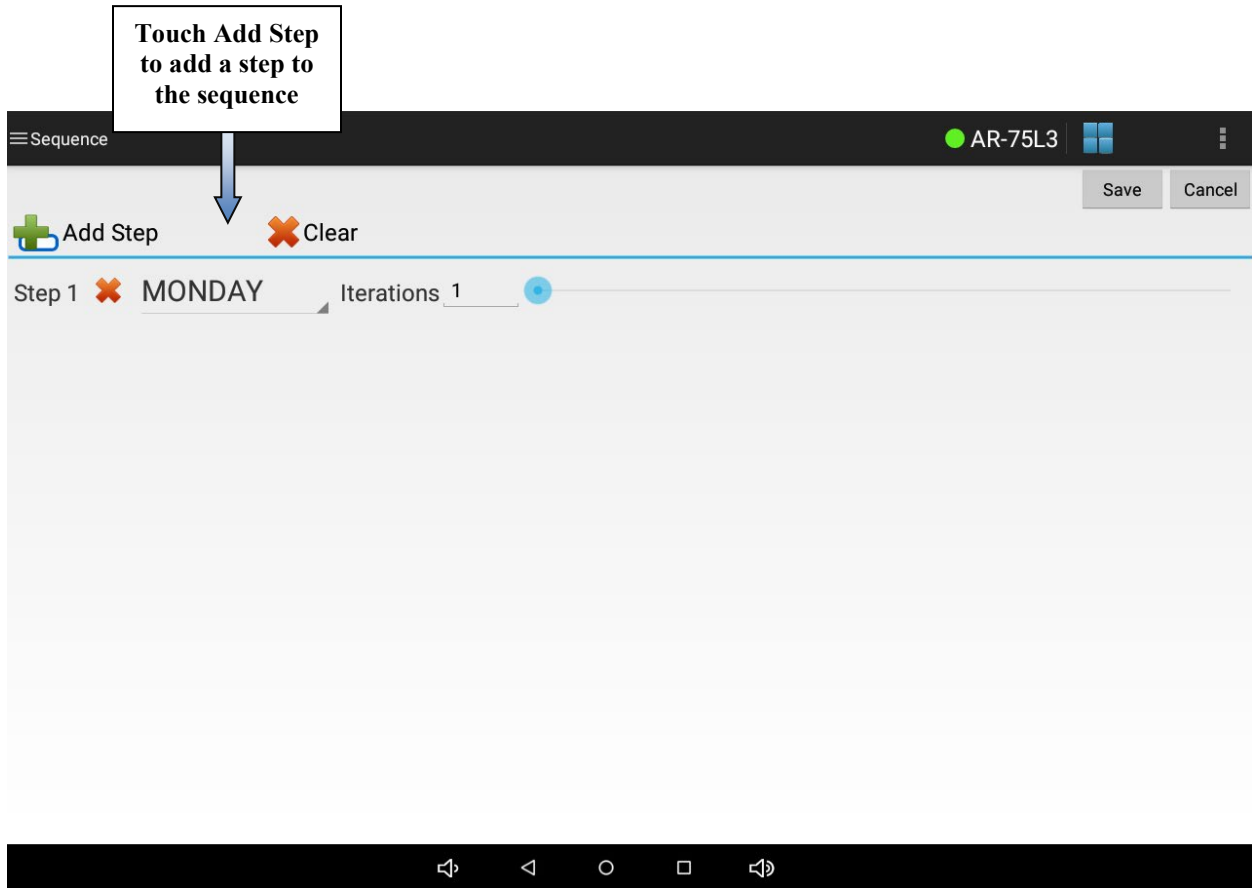 Touch Add Step
to add a step to
the sequence
Sequence
AR-75L3
Save
Cancel
Add Step
Clear
Step 1
MONDAY
Iterations 1